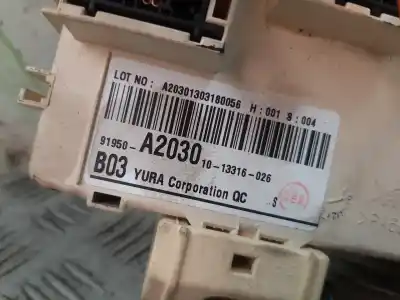 LOT NO : A20301303180056 H : 001 S : 004
91950- A2030 10-13316-026
B03 YURA Corporation QC S